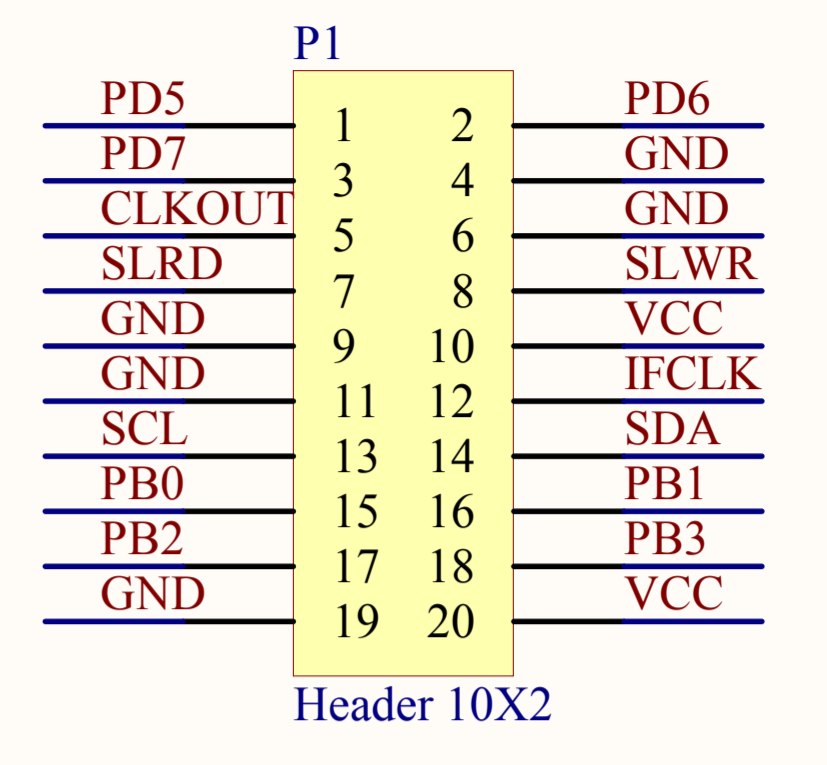 P1
PD5 1 2 PD6
PD7 3 4 GND
CLKOUT 5 6 GND
SLRD 7 8 SLWR
GND 9 10 VCC
GND 11 12 IFCLK
SCL 13 14 SDA
PB0 15 16 PB1
PB2 17 18 PB3
GND 19 20 VCC
Header 10X2